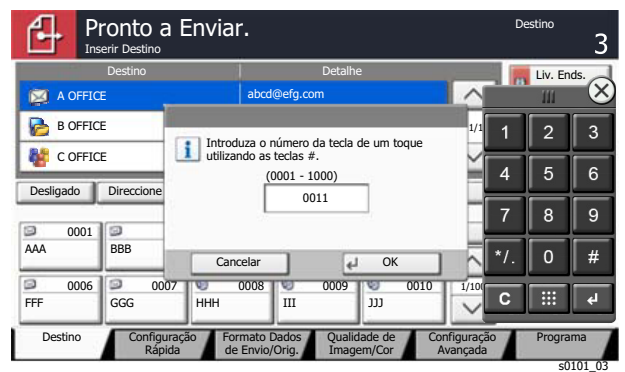 Pronto a Enviar.
Inserir Destino
Destino
3
Destino
Detalhe
Liv. Ends.
A OFFICE
abcd@efg.com
B OFFICE
1/1
C OFFICE
Introduza o número da tecla de um toque
utilizando as teclas #.
(0001 - 1000)
0011
Cancelar
OK
Desligado
Direccione
0001
AAA
BBB
0006
FFF
0007
GGG
0008
HHH
0009
III
0010
JJJ
1/100
1
2
3
4
5
6
7
8
9
*/.
0
#
C
Destino
Configuração
Rápida
Formato Dados
de Envio/Orig.
Qualidade de
Imagem/Cor
Configuração
Avançada
Programa
s0101_03